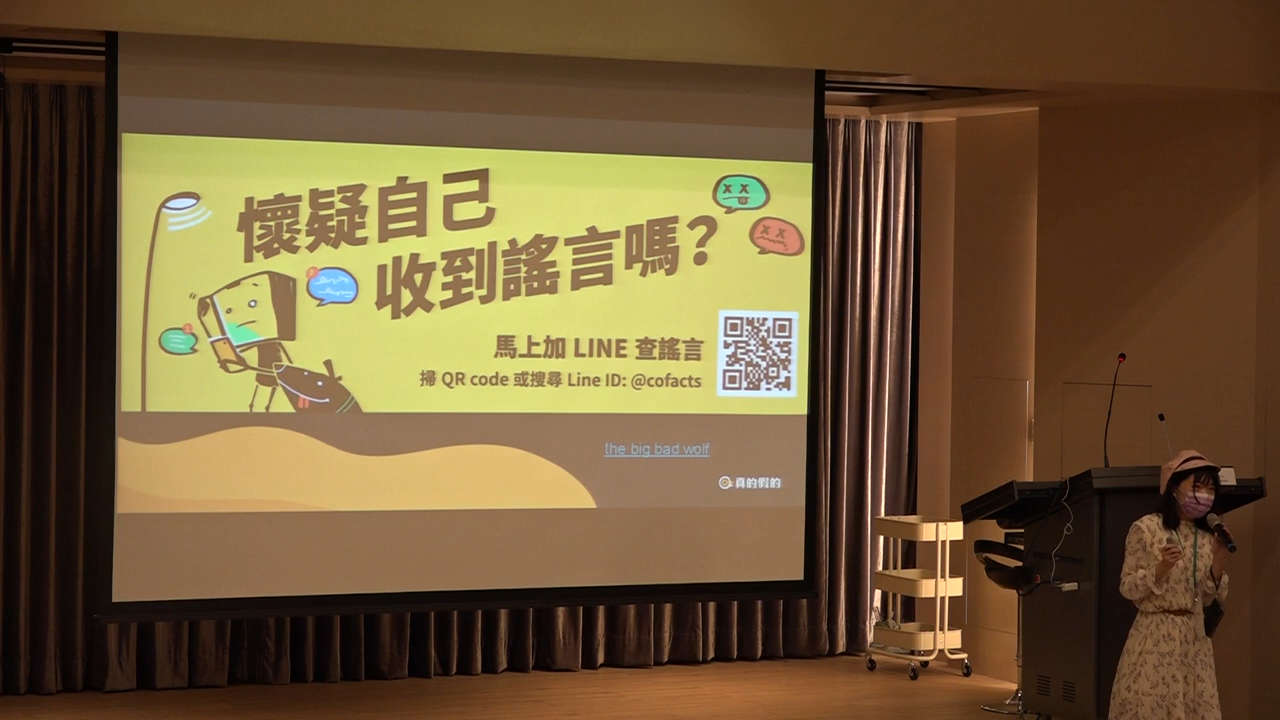 懷疑自己
收到謠言嗎?
馬上加 LINE 查謠言
掃 QR code 或搜尋 Line ID: @cofacts
the big bad wolf
真的假的